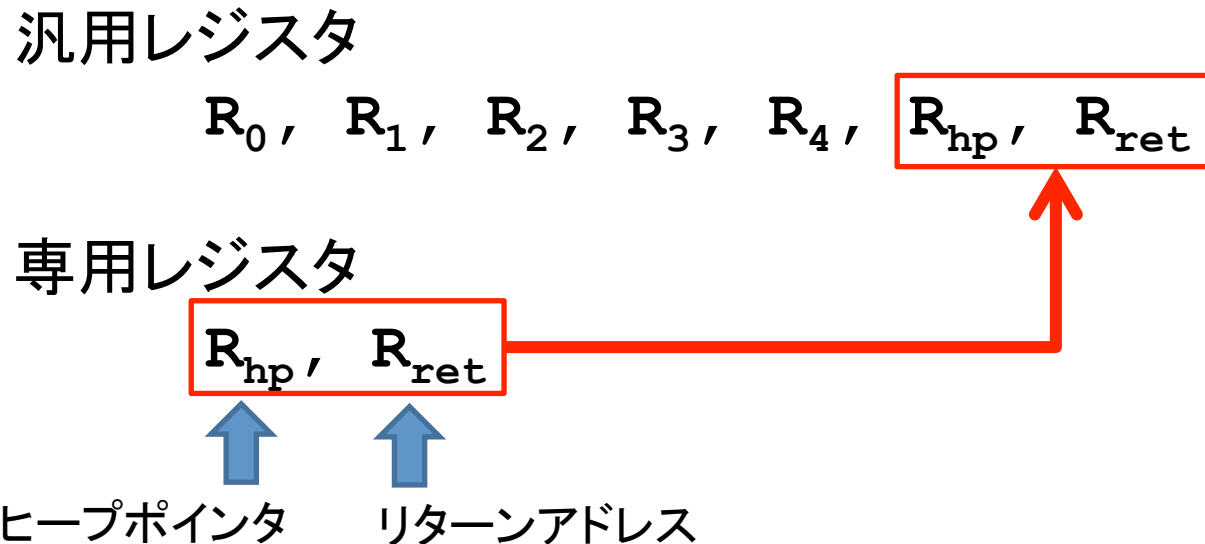 汎用レジスタ
R0, R1, R2, R3, R4, Rhp, Rret
専用レジスタ
Rhp, Rret
ヒープポインタ リターンアドレス